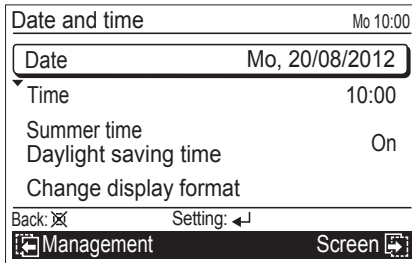 Date and time Mo 10:00
Date Mo, 20/08/2012
Time 10:00
Summer time
Daylight saving time On
Change display format
Back: Setting:
Management Screen